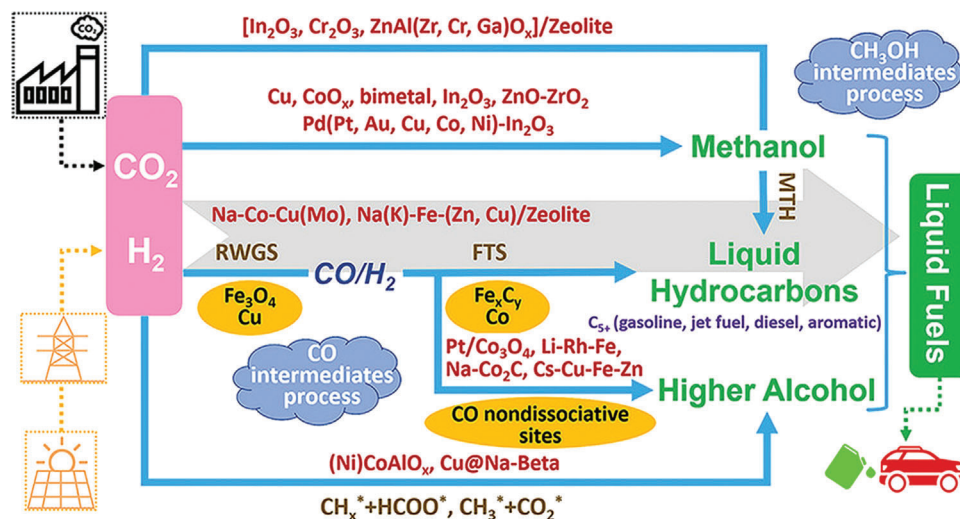 CO₂
[In₂O₃, Cr₂O₃, ZnAl(Zr, Cr, Ga)Oₓ]/Zeolite
CH₃OH
intermediates
process
Cu, CoOₓ, bimetal, In₂O₃, ZnO-ZrO₂
Pd(Pt, Au, Cu, Co, Ni)-In₂O₃
CO₂
H₂
Methanol
MTH
Na-Co-Cu(Mo), Na(K)-Fe-(Zn, Cu)/Zeolite
RWGS
CO/H₂
FTS
Liquid
Hydrocarbons
C₅₊ (gasoline, jet fuel, diesel, aromatic)
Fe₃O₄
Cu
FeₓCᵧ
Co
CO
intermediates
process
Pt/Co₃O₄, Li-Rh-Fe,
Na-Co₂C, Cs-Cu-Fe-Zn
Higher Alcohol
CO nondissociative
sites
(Ni)CoAlOₓ, Cu@Na-Beta
CHₓ*+HCOO*, CH₃*+CO₂*
Liquid Fuels